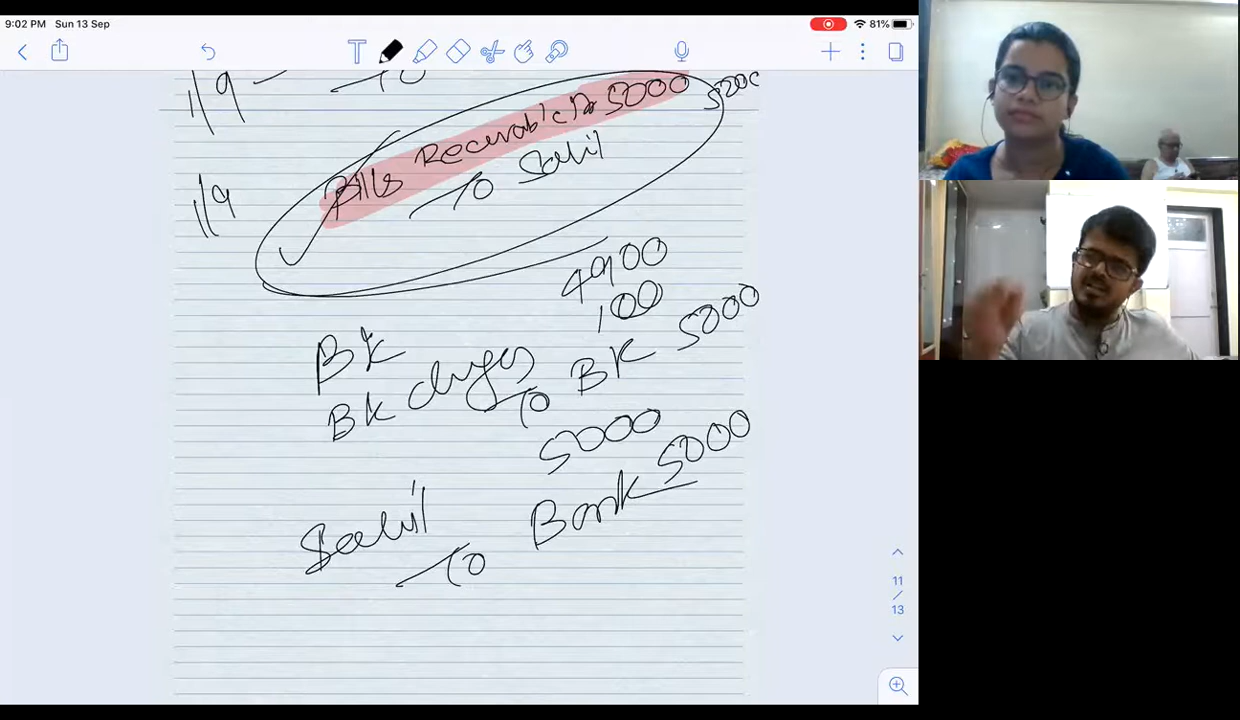 9:02 PM Sun 13 Sep 81%
T
1/9 To
Bills Receivable Dr 5000 5000
1/9 To Sahil
4900
100
Bk
Bk charges
To BK 5000
5000
Sahil
To Bank 5000
11
/
13